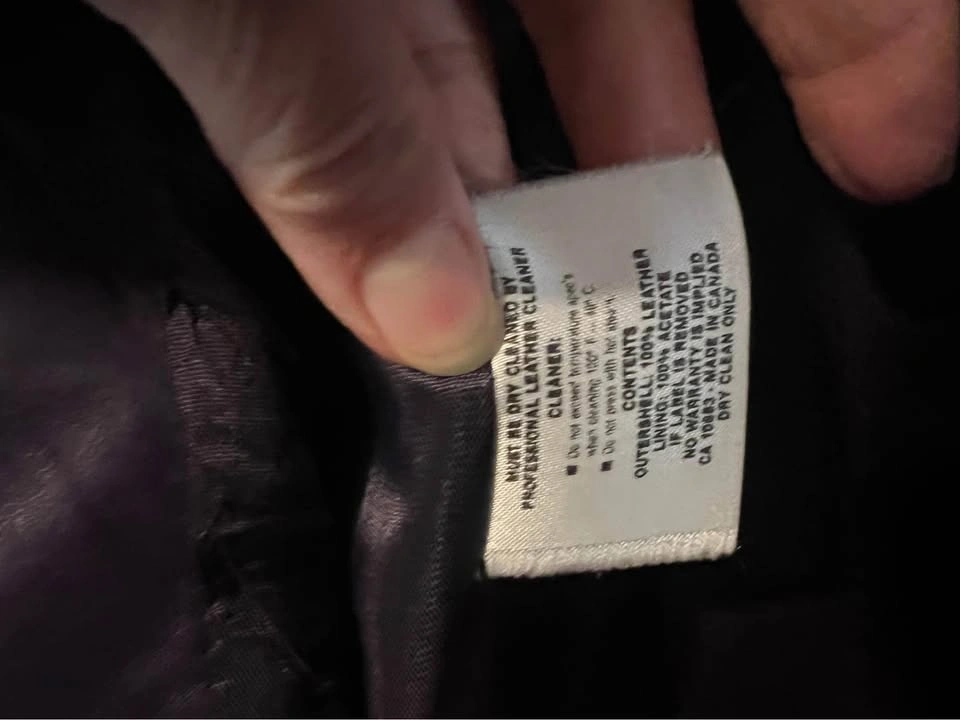 MUST BE DRY CLEANED BY
PROFESSIONAL LEATHER CLEANER
CLEANER:
■ Do not exceed temperature spec's
when cleaning 100° F
■ Do not press with hot
CONTENTS
OUTERSHELL: 100% LEATHER
LINING: 100% ACETATE
IF LABEL IS REMOVED
NO WARRANTY IS IMPLIED
CA 10883 - MADE IN CANADA
DRY CLEAN ONLY